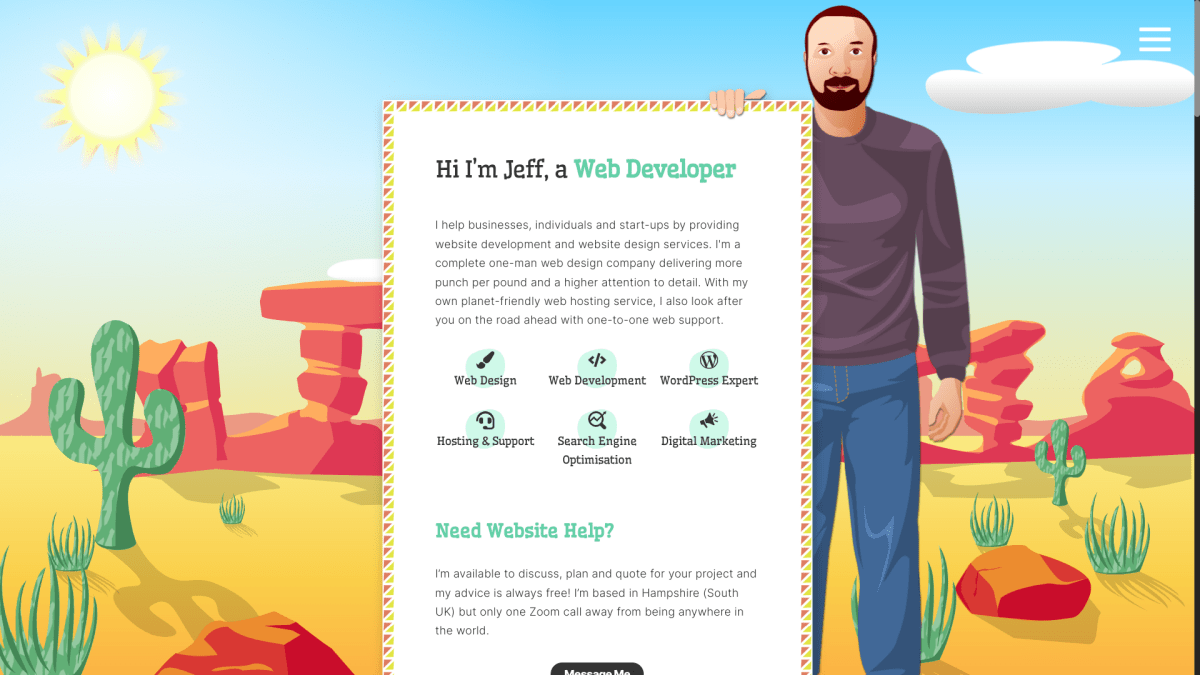 Hi I'm Jeff, a Web Developer
I help businesses, individuals and start-ups by providing
website development and website design services. I'm a
complete one-man web design company delivering more
punch per pound and a higher attention to detail. With my
own planet-friendly web hosting service, I also look after
you on the road ahead with one-to-one web support.
Web Design
Web Development
WordPress Expert
Hosting & Support
Search Engine
Optimisation
Digital Marketing
Need Website Help?
I'm available to discuss, plan and quote for your project and
my advice is always free! I'm based in Hampshire (South
UK) but only one Zoom call away from being anywhere in
the world.
Message Me